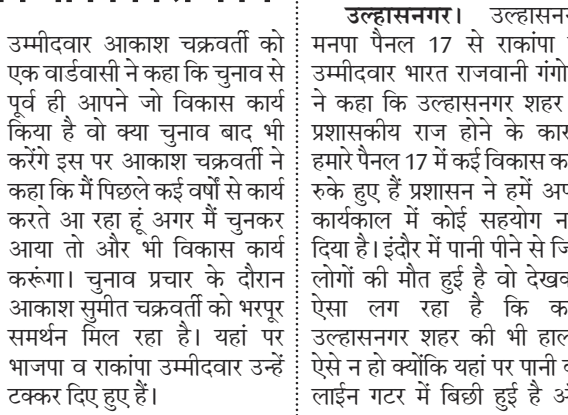 उम्मीदवार आकाश चक्रवर्ती को
एक वार्डवासी ने कहा कि चुनाव से
पूर्व ही आपने जो विकास कार्य
किया है वो क्या चुनाव बाद भी
करेंगे इस पर आकाश चक्रवर्ती ने
कहा कि मैं पिछले कई वर्षों से कार्य
करते आ रहा हूं अगर मैं चुनकर
आया तो और भी विकास कार्य
करूंगा। चुनाव प्रचार के दौरान
आकाश सुमीत चक्रवर्ती को भरपूर
समर्थन मिल रहा है। यहां पर
भाजपा व राकांपा उम्मीदवार उन्हें
टक्कर दिए हुए हैं।
उल्हासनगर।
मनपा पैनल 17 से राकांपा
उम्मीदवार भारत राजवानी
ने कहा कि उल्हासनगर शहर
प्रशासकीय राज होने के
हमारे पैनल 17 में कई विकास
रुके हुए हैं प्रशासन ने हमें
कार्यकाल में कोई सहयोग
दिया है। इंदौर में पानी पीने से
लोगों की मौत हुई है वो
ऐसा लग रहा है कि
उल्हासनगर शहर की भी
ऐसे न हो क्योंकि यहां पर पानी
लाईन गटर में बिछी हुई है